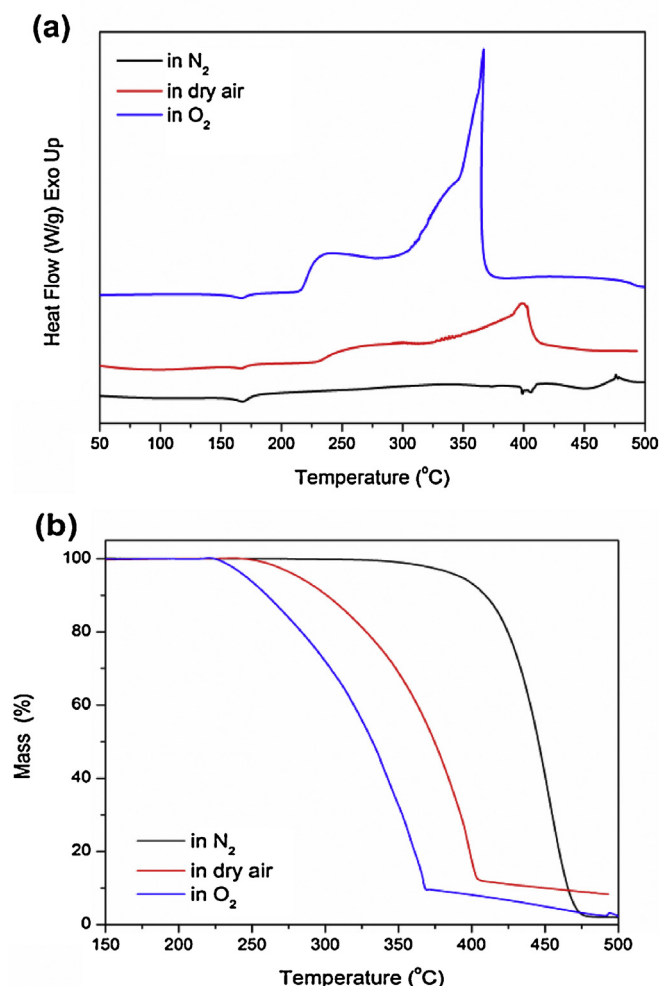 (a)
in N₂
in dry air
in O₂
Heat Flow (W/g) Exo Up
50 100 150 200 250 300 350 400 450 500
Temperature (°C)
(b)
100
80
60
40
20
0
Mass (%)
in N₂
in dry air
in O₂
150 200 250 300 350 400 450 500
Temperature (°C)